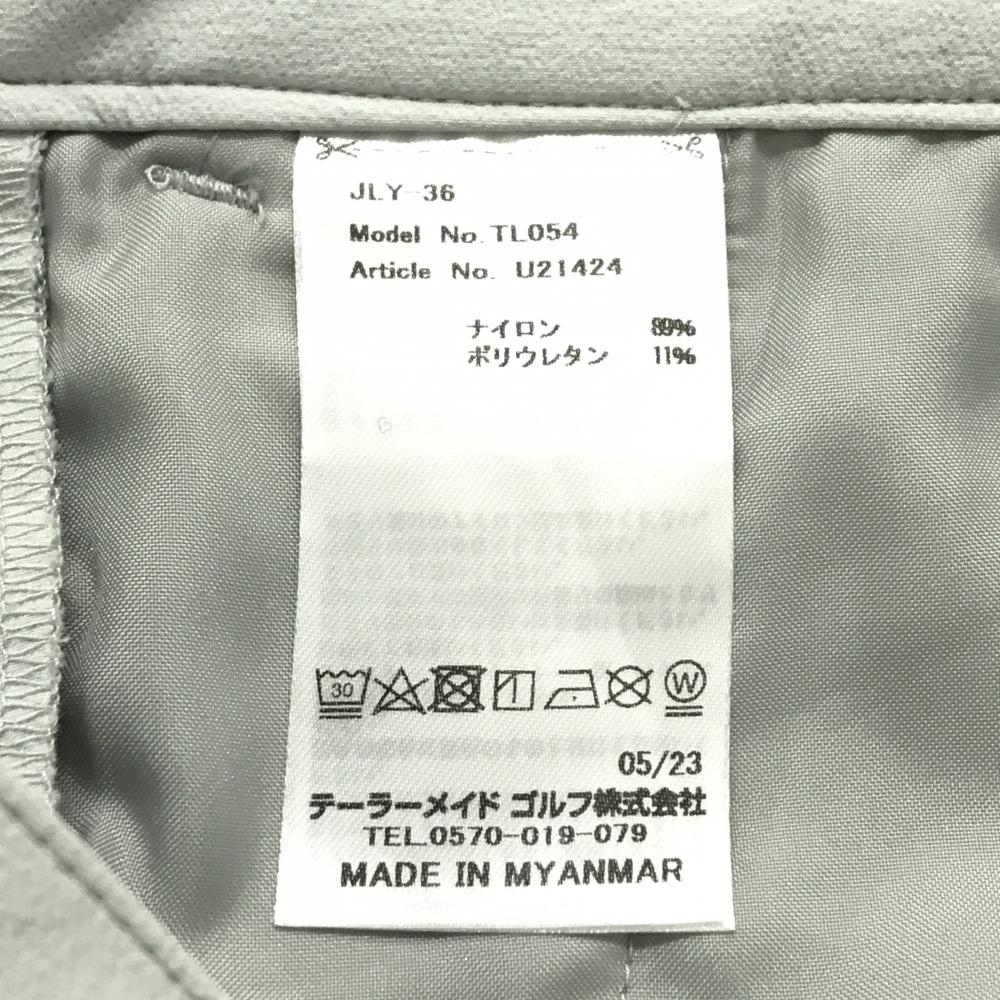 JLY-36
Model No.TL054
Article No. U21424
ナイロン 89%
ポリウレタン 11%
30 W
05/23
テーラーメイド ゴルフ株式会社
TEL.0570-019-079
MADE IN MYANMAR